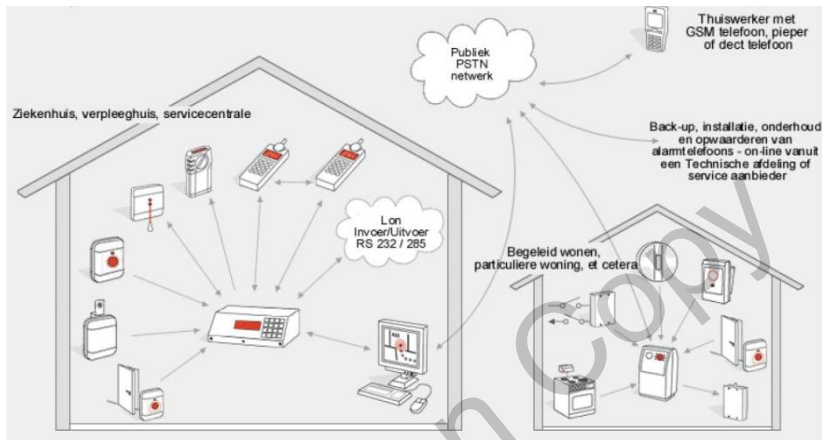 Thuiswerker met
GSM telefoon, pieper
of dect telefoon
Publiek
PSTN
netwerk
Ziekenhuis, verpleeghuis, servicecentrale
Back-up, installatie, onderhoud
en opwaarderen van
alarmtelefoons - on-line vanuit
een Technische afdeling of
service aanbieder
Lon
Invoer/Uitvoer
RS 232 / 285
Begeleid wonen,
particuliere woning, et cetera
n Copy